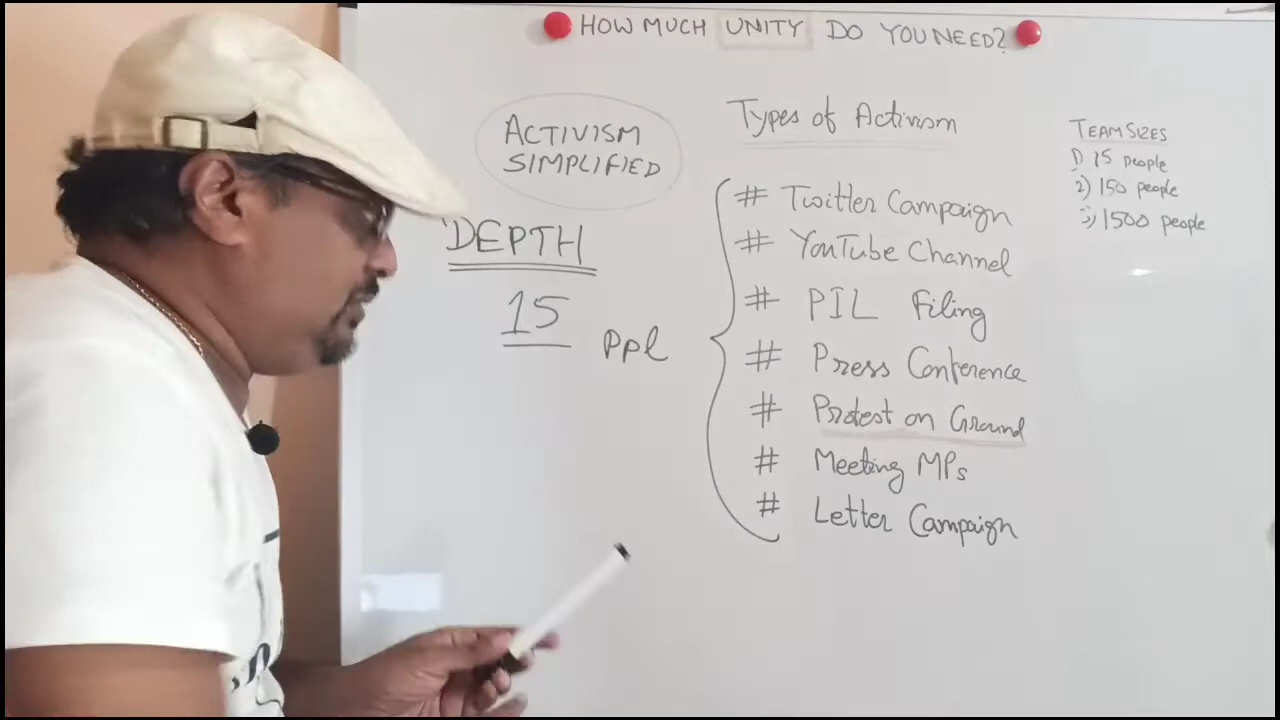 HOW MUCH UNITY DO YOU NEED?
ACTIVISM
SIMPLIFIED
DEPTH
15
ppl
Types of Activism
# Twitter Campaign
# YouTube Channel
# PIL Filing
# Press Conference
# Protest on Ground
# Meeting MPs
# Letter Campaign
TEAM SIZES
1) 15 people
2) 150 people
3) 1500 people